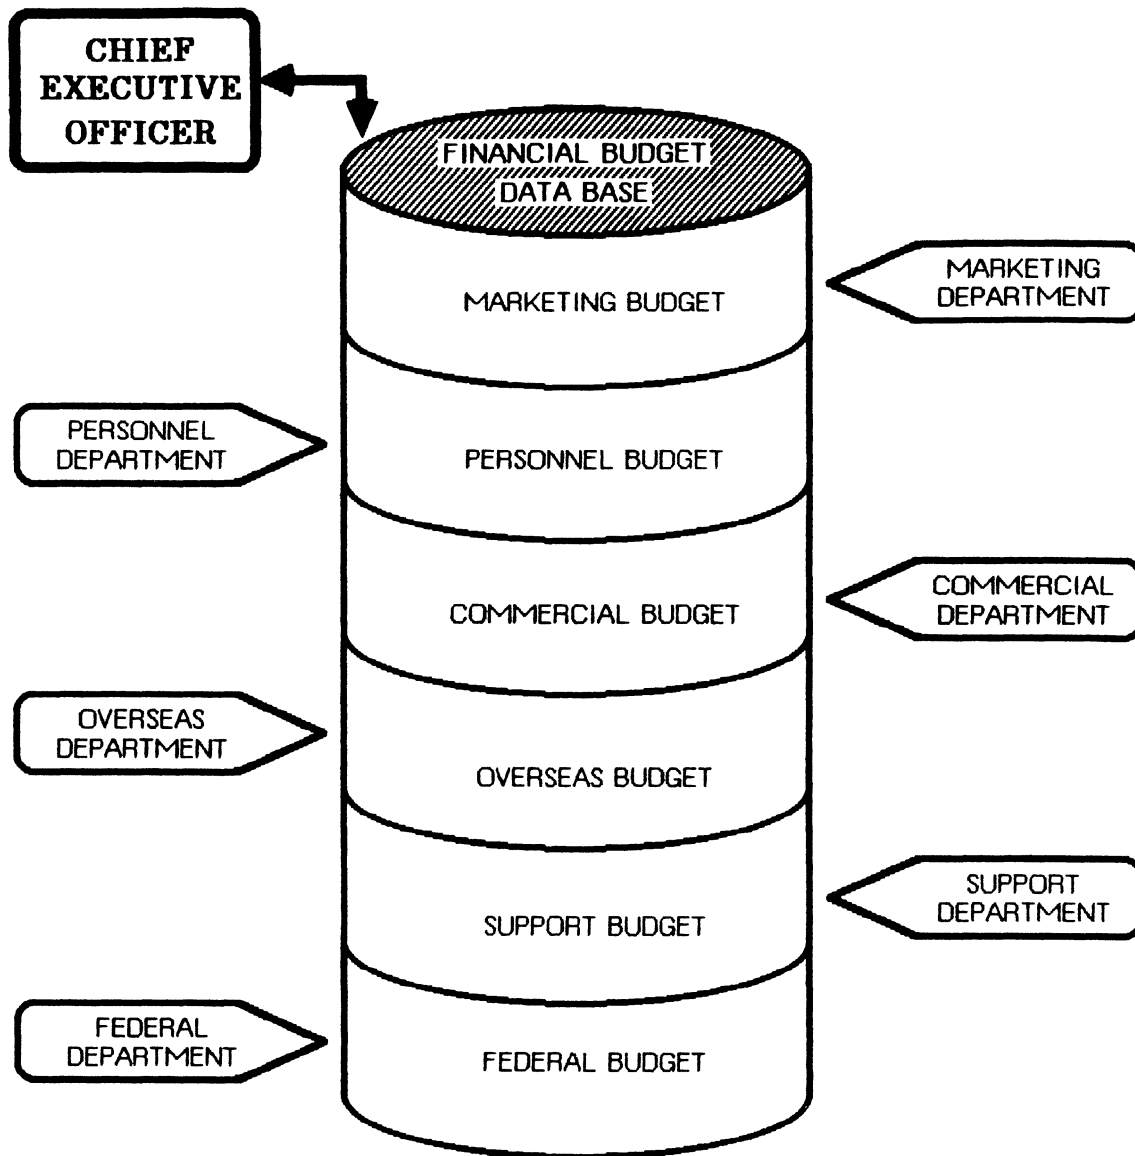 CHIEF
EXECUTIVE
OFFICER
FINANCIAL BUDGET
DATA BASE
MARKETING BUDGET
MARKETING
DEPARTMENT
PERSONNEL
DEPARTMENT
PERSONNEL BUDGET
COMMERCIAL BUDGET
COMMERCIAL
DEPARTMENT
OVERSEAS
DEPARTMENT
OVERSEAS BUDGET
SUPPORT BUDGET
SUPPORT
DEPARTMENT
FEDERAL
DEPARTMENT
FEDERAL BUDGET